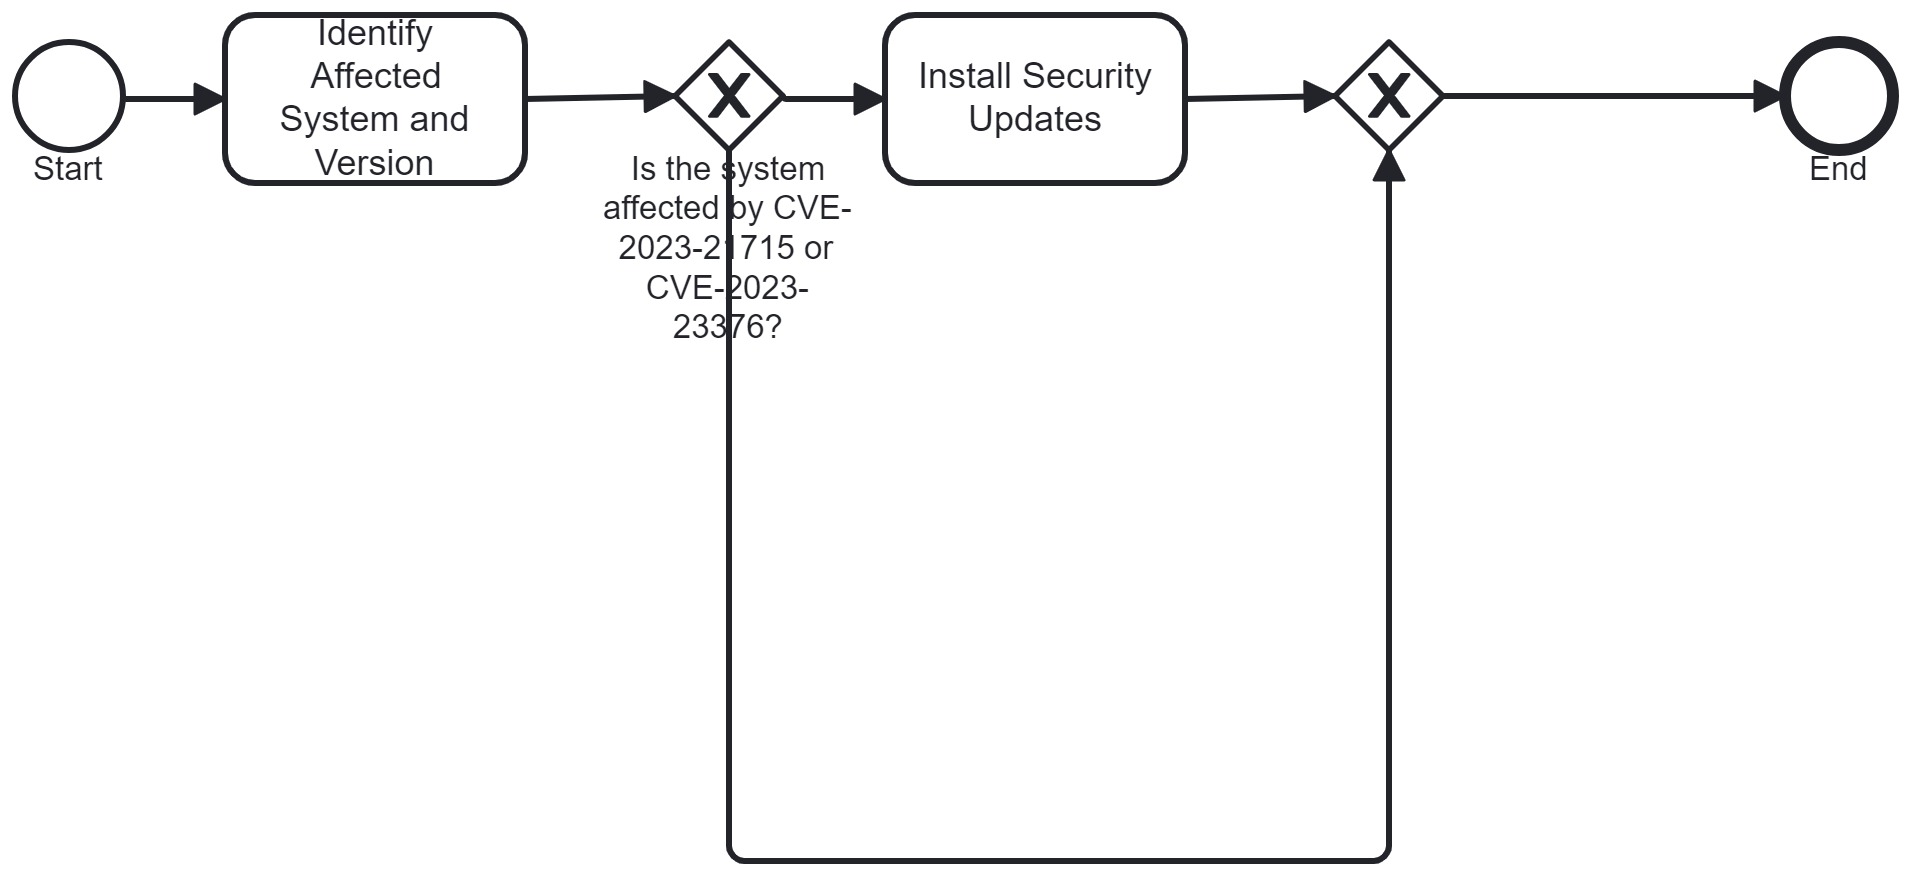 Start
Identify
Affected
System and
Version
X
Is the system
affected by CVE-
2023-21715 or
CVE-2023-
23376?
Install Security
Updates
X
End